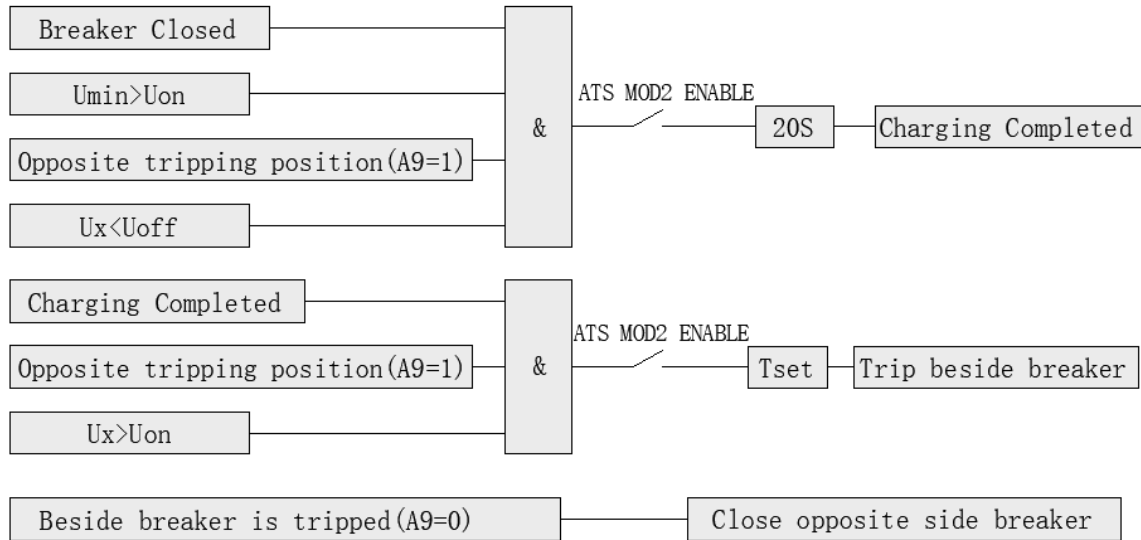 Breaker Closed
Umin>Uon
ATS MOD2 ENABLE
&
20S
Charging Completed
Opposite tripping position(A9=1)
Ux<Uoff
Charging Completed
ATS MOD2 ENABLE
Opposite tripping position(A9=1)
&
Tset
Trip beside breaker
Ux>Uon
Beside breaker is tripped(A9=0)
Close opposite side breaker